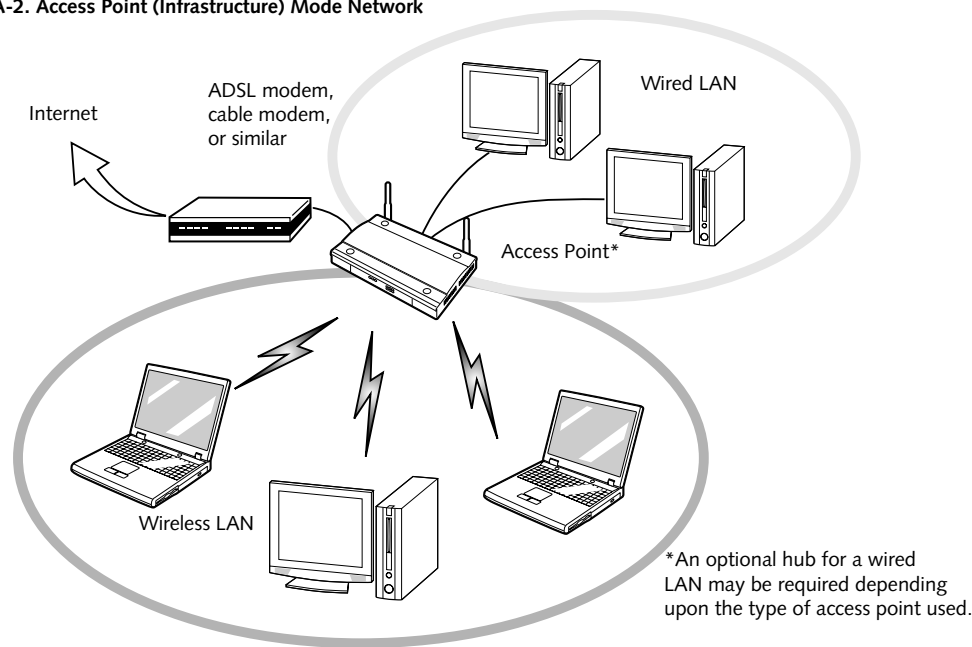 A-2. Access Point (Infrastructure) Mode Network
Internet
ADSL modem,
cable modem,
or similar
Wired LAN
Access Point*
Wireless LAN
*An optional hub for a wired
LAN may be required depending
upon the type of access point used.